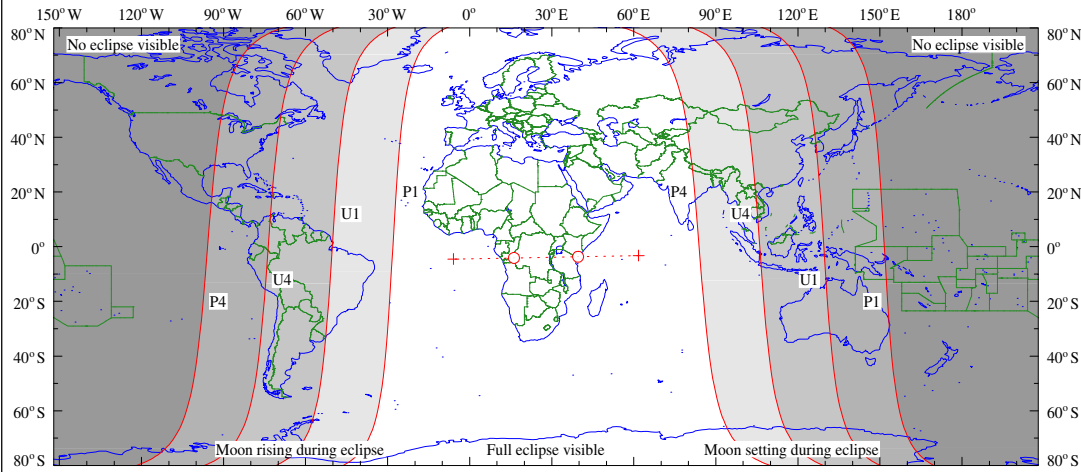 150° W 120° W 90° W 60° W 30° W 0° 30° E 60° E 90° E 120° E 150° E 180°
80° N 80° N
No eclipse visible No eclipse visible
60° N 60° N
40° N 40° N
20° N P1 P4 20° N
U1 U4
0° 0°
U4 U1
20° S P4 P1 20° S
40° S 40° S
60° S 60° S
Moon rising during eclipse Full eclipse visible Moon setting during eclipse
80° S 80° S